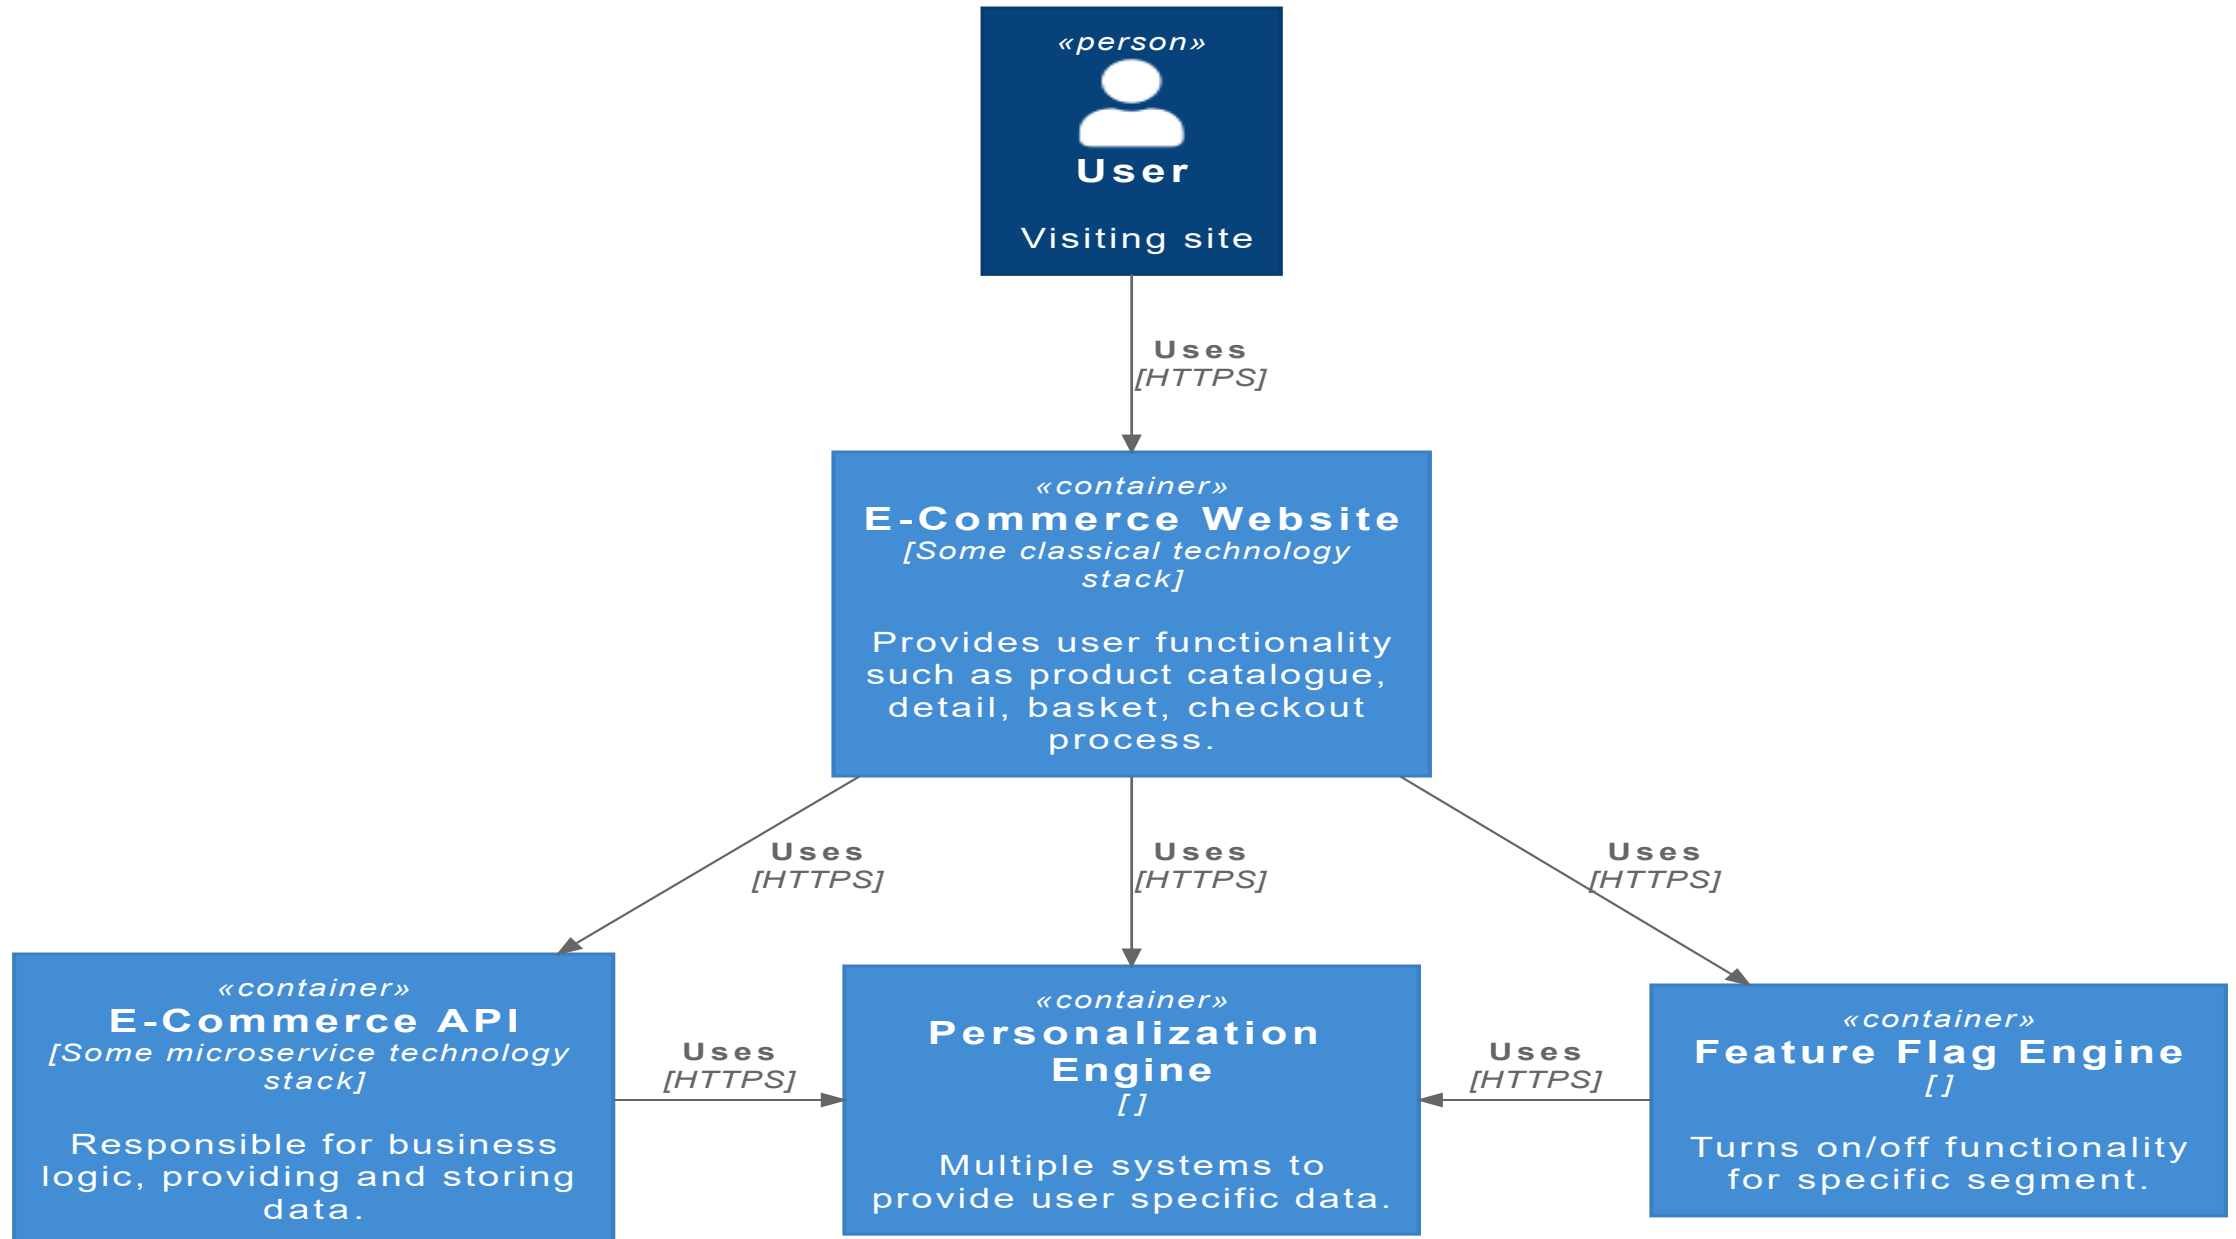 «person»
User
Visiting site
Uses
[HTTPS]
«container»
E-Commerce Website
[Some classical technology
stack]
Provides user functionality
such as product catalogue,
detail, basket, checkout
process.
Uses
[HTTPS]
Uses
[HTTPS]
Uses
[HTTPS]
«container»
E-Commerce API
[Some microservice technology
stack]
Responsible for business
logic, providing and storing
data.
Uses
[HTTPS]
«container»
Personalization
Engine
[ ]
Multiple systems to
provide user specific data.
Uses
[HTTPS]
«container»
Feature Flag Engine
[ ]
Turns on/off functionality
for specific segment.